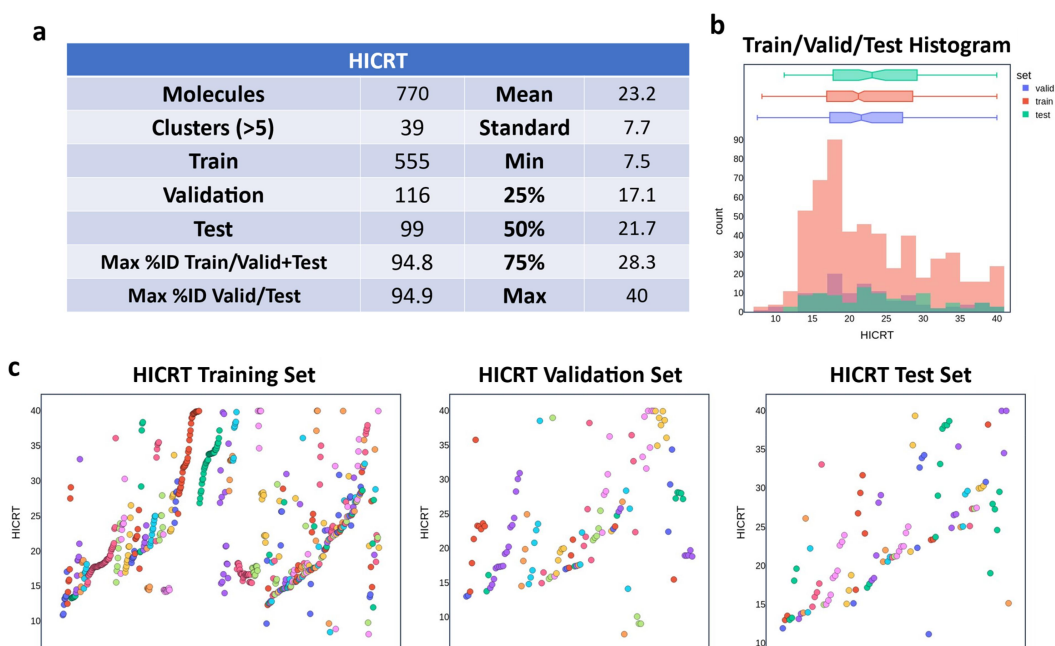 a
HICRT
Molecules 770 Mean 23.2
Clusters (>5) 39 Standard 7.7
Train 555 Min 7.5
Validation 116 25% 17.1
Test 99 50% 21.7
Max %ID Train/Valid+Test 94.8 75% 28.3
Max %ID Valid/Test 94.9 Max 40
b
Train/Valid/Test Histogram
set
valid
train
test
90
80
70
60
50
40
30
20
10
0
count
10 15 20 25 30 35 40
HICRT
c
HICRT Training Set
40
35
30
25
20
15
10
HICRT
HICRT Validation Set
40
35
30
25
20
15
10
HICRT
HICRT Test Set
40
35
30
25
20
15
10
HICRT